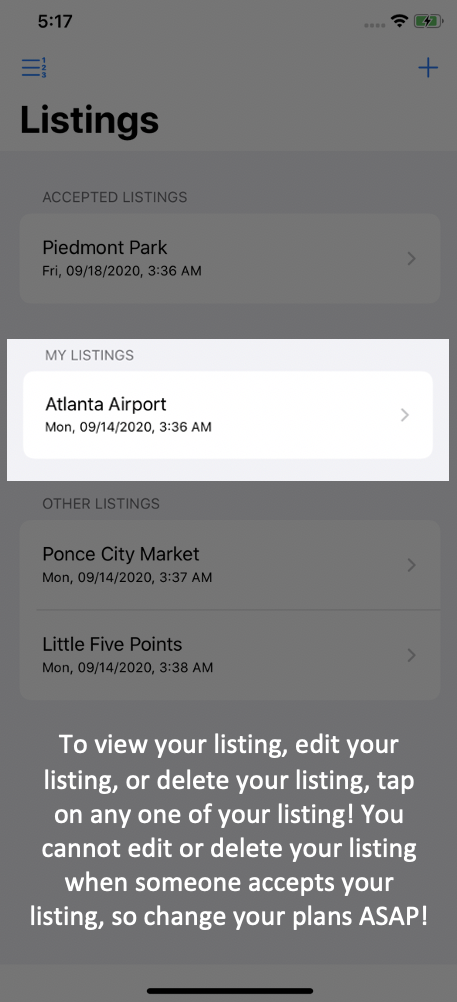 5:17
1
2
3
Listings
ACCEPTED LISTINGS
Piedmont Park
Fri, 09/18/2020, 3:36 AM
MY LISTINGS
Atlanta Airport
Mon, 09/14/2020, 3:36 AM
OTHER LISTINGS
Ponce City Market
Mon, 09/14/2020, 3:37 AM
Little Five Points
Mon, 09/14/2020, 3:38 AM
To view your listing, edit your
listing, or delete your listing, tap
on any one of your listing! You
cannot edit or delete your listing
when someone accepts your
listing, so change your plans ASAP!